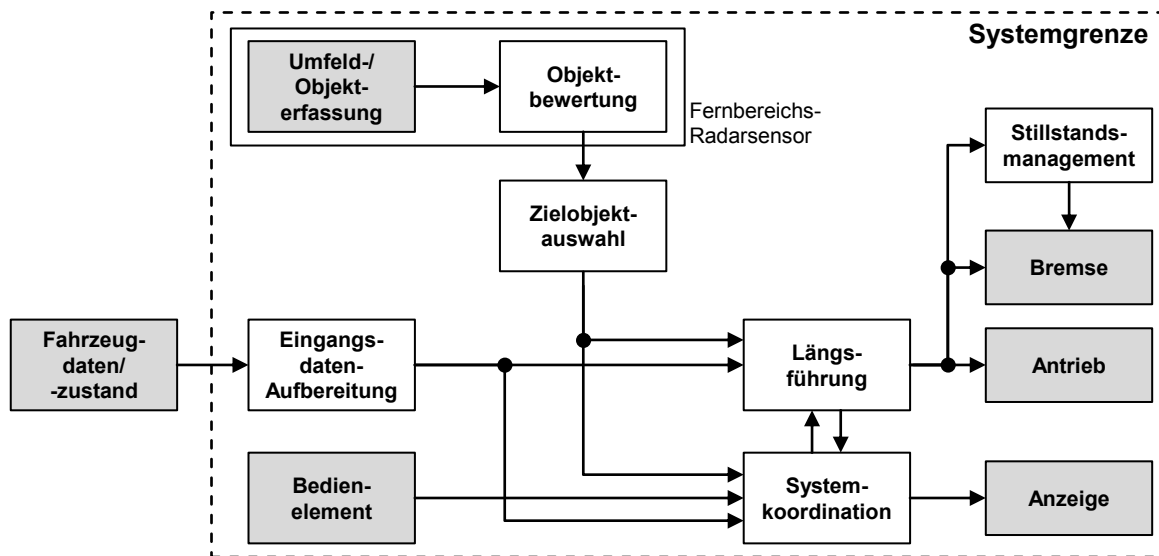 Systemgrenze
Umfeld-/
Objekt-
erfassung
Objekt-
bewertung
Fernbereichs-
Radarsensor
Stillstands-
management
Zielobjekt-
auswahl
Bremse
Fahrzeug-
daten/
-zustand
Eingangs-
daten-
Aufbereitung
Längs-
führung
Antrieb
Bedien-
element
System-
koordination
Anzeige